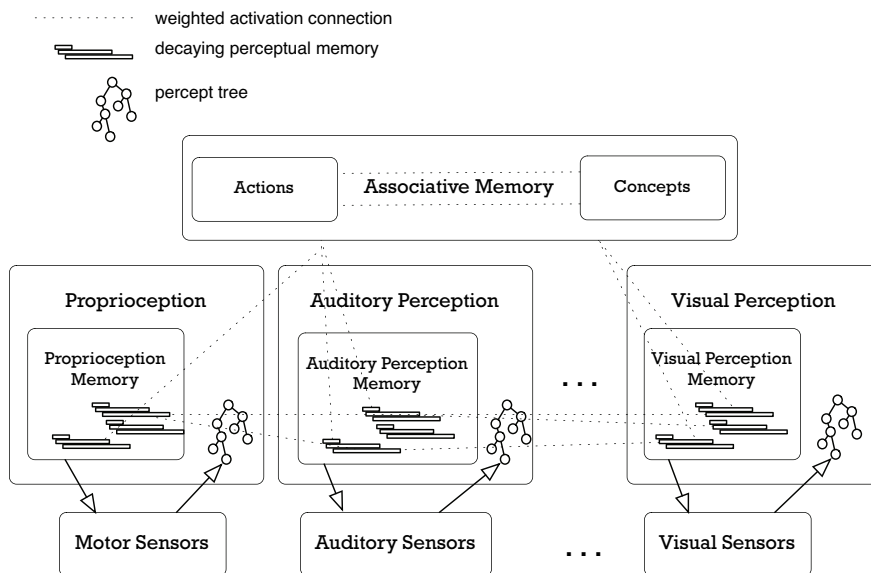 weighted activation connection
decaying perceptual memory
percept tree
Actions
Associative Memory
Concepts
Proprioception
Auditory Perception
Visual Perception
Proprioception
Memory
Auditory Perception
Memory
Visual Perception
Memory
. . .
Motor Sensors
Auditory Sensors
. . .
Visual Sensors